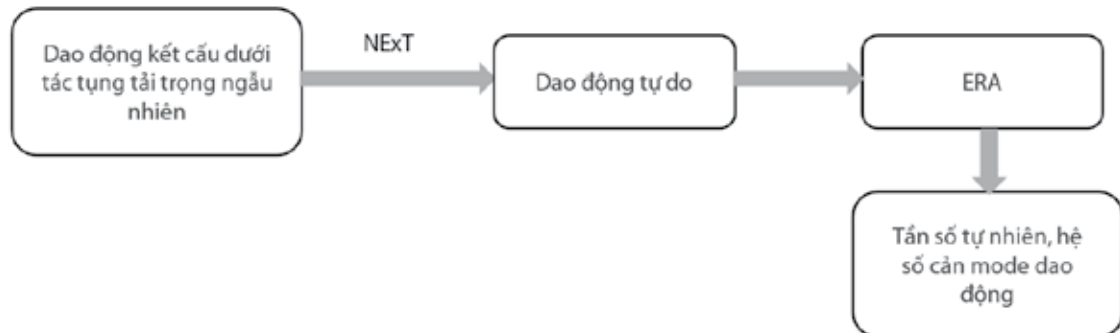 Dao động kết cấu dưới
tác tụng tải trọng ngẫu
nhiên
NExT
Dao động tự do
ERA
Tần số tự nhiên, hệ
số cản mode dao
động